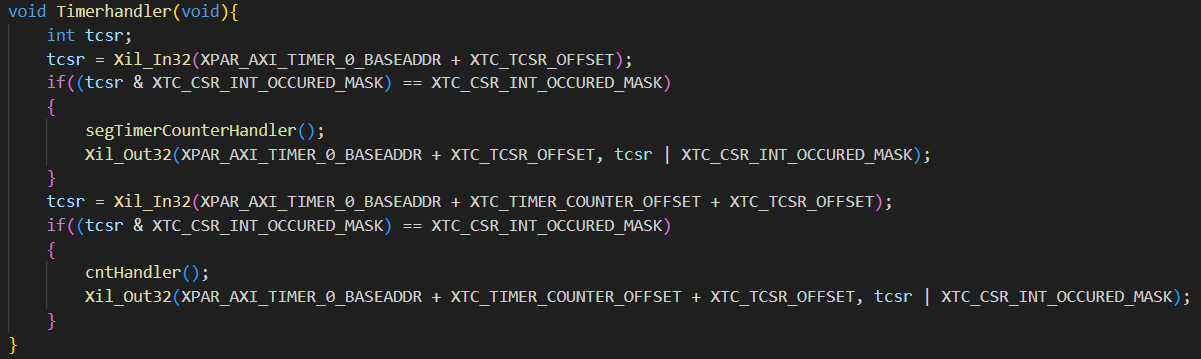 void Timerhandler(void){
    int tcsr;
    tcsr = Xil_In32(XPAR_AXI_TIMER_0_BASEADDR + XTC_TCSR_OFFSET);
    if((tcsr & XTC_CSR_INT_OCCURED_MASK) == XTC_CSR_INT_OCCURED_MASK)
    {
        segTimerCounterHandler();
        Xil_Out32(XPAR_AXI_TIMER_0_BASEADDR + XTC_TCSR_OFFSET, tcsr | XTC_CSR_INT_OCCURED_MASK);
    }
    tcsr = Xil_In32(XPAR_AXI_TIMER_0_BASEADDR + XTC_TIMER_COUNTER_OFFSET + XTC_TCSR_OFFSET);
    if((tcsr & XTC_CSR_INT_OCCURED_MASK) == XTC_CSR_INT_OCCURED_MASK)
    {
        cntHandler();
        Xil_Out32(XPAR_AXI_TIMER_0_BASEADDR + XTC_TIMER_COUNTER_OFFSET + XTC_TCSR_OFFSET, tcsr | XTC_CSR_INT_OCCURED_MASK);
    }
}